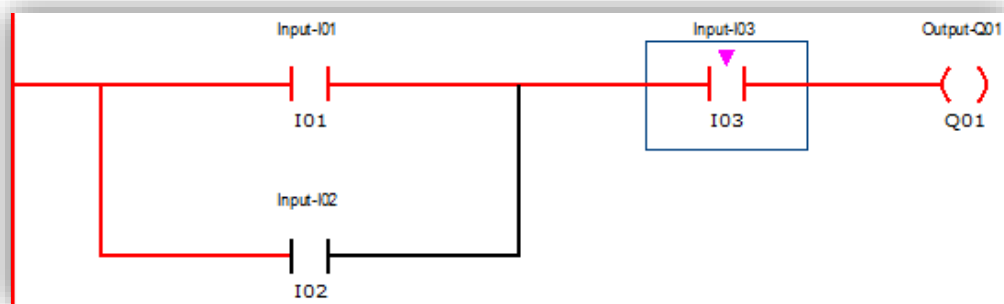 Input-I01
Input-I03
Output-Q01
I01
I03
Q01
Input-I02
I02